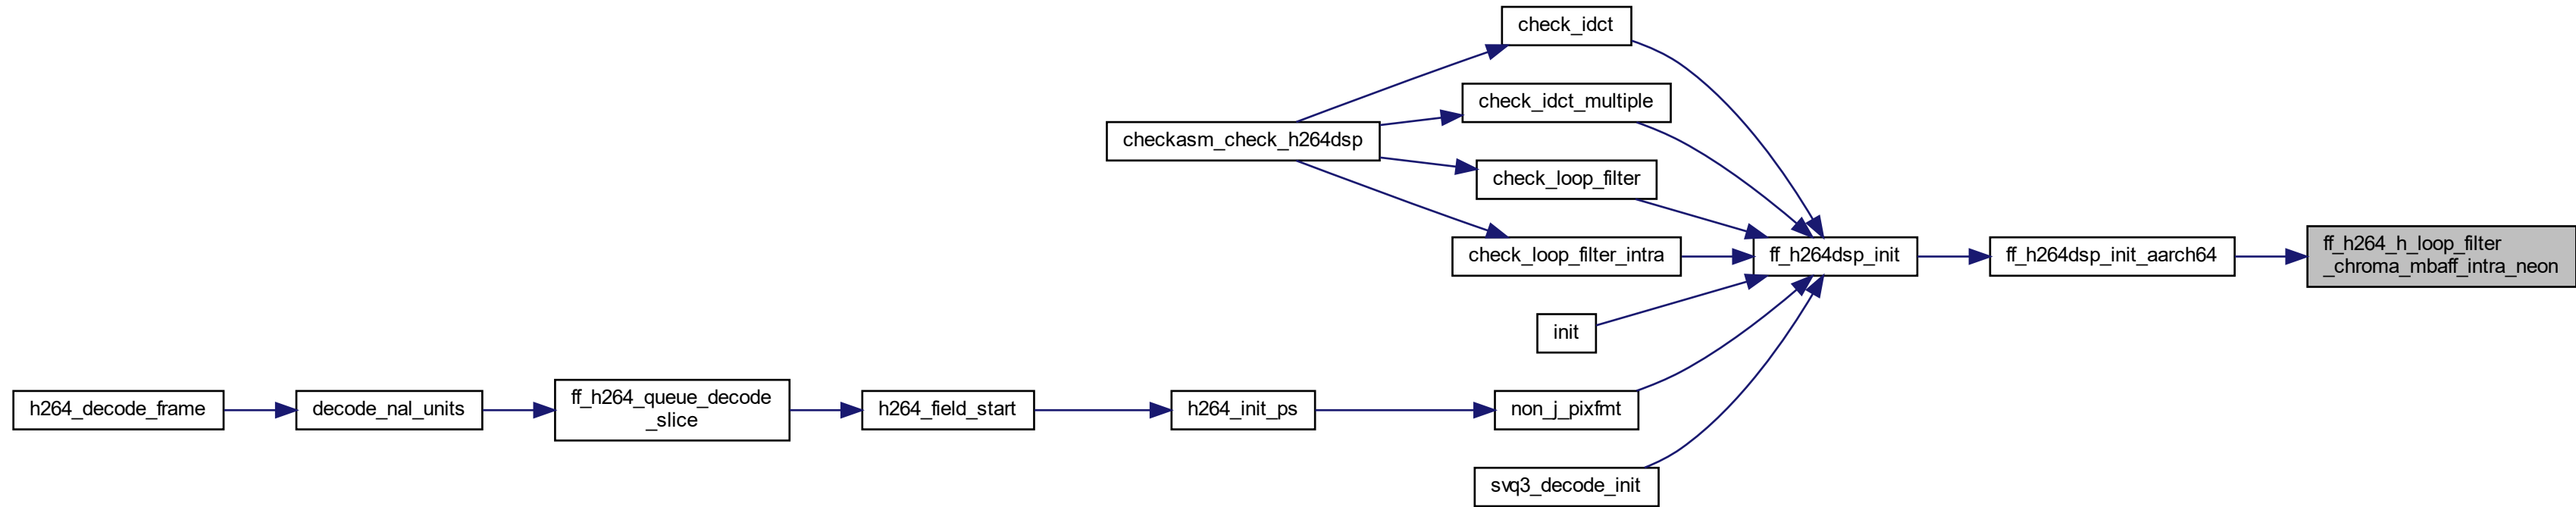 check_idct
check_idct_multiple
checkasm_check_h264dsp
check_loop_filter
check_loop_filter_intra
ff_h264dsp_init
ff_h264dsp_init_aarch64
ff_h264_h_loop_filter
_chroma_mbaff_intra_neon
init
h264_decode_frame
decode_nal_units
ff_h264_queue_decode
_slice
h264_field_start
h264_init_ps
non_j_pixfmt
svq3_decode_init